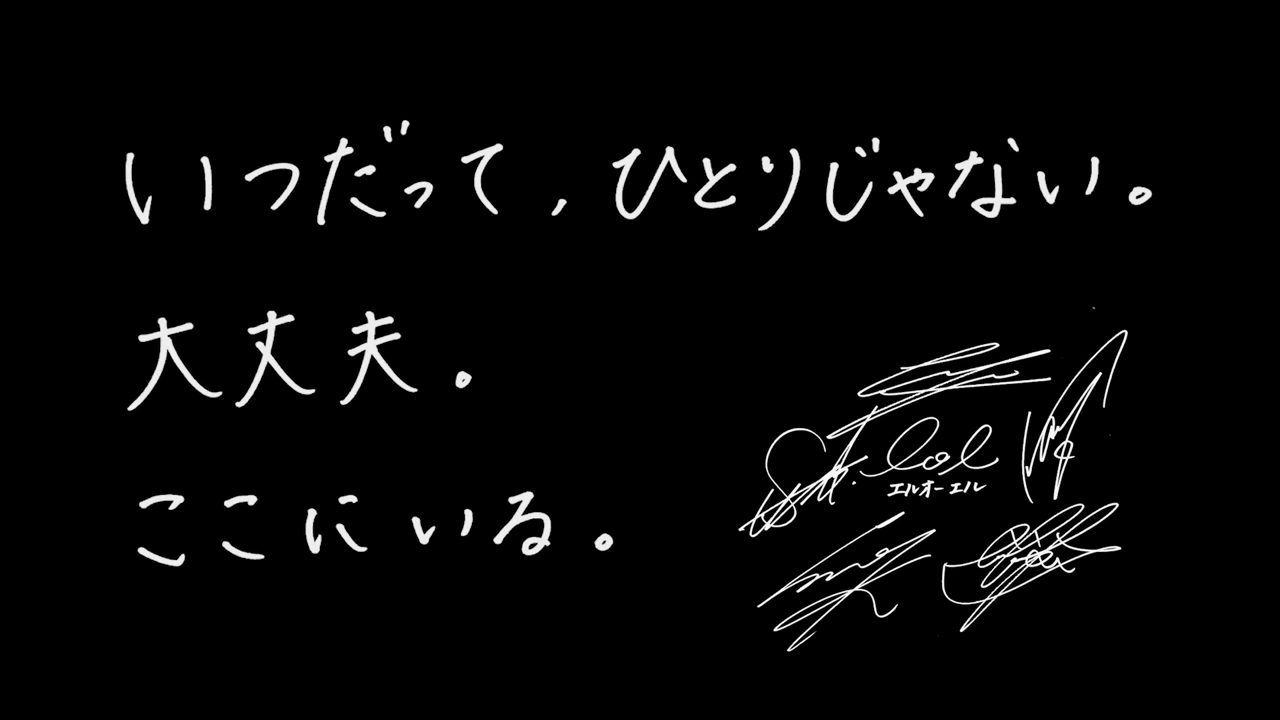 いつだって、ひとりじゃない。
大丈夫。
ここにいる。
lol
エルオーエル